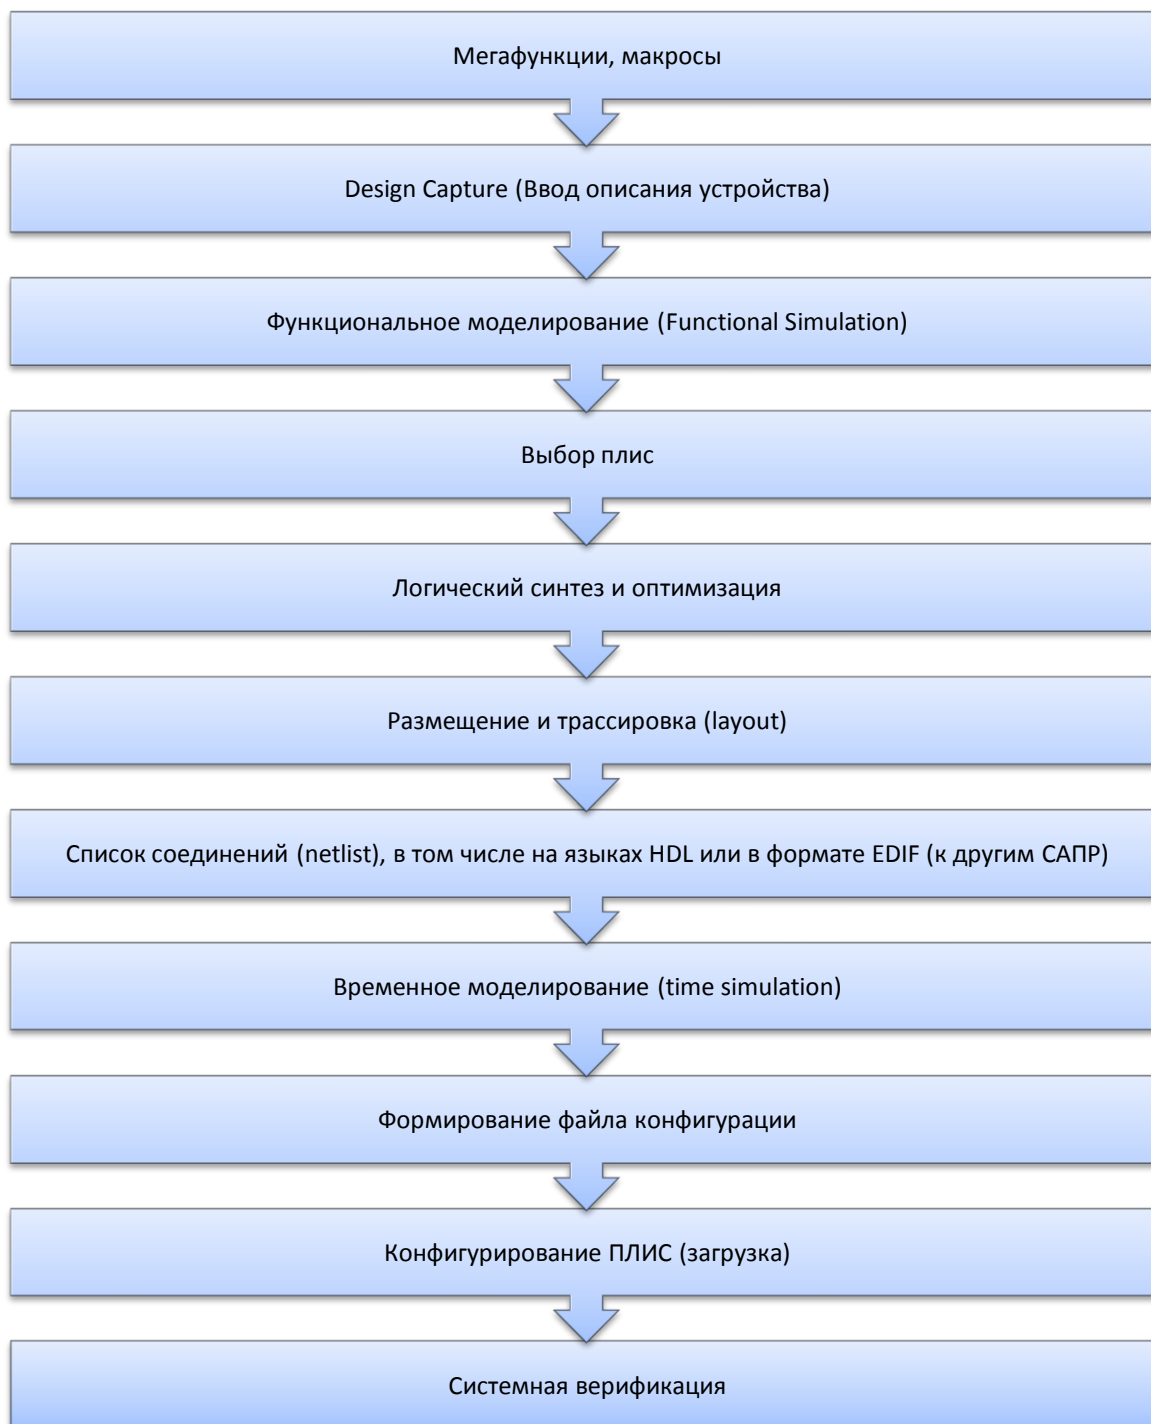 Мегафункции, макросы
Design Capture (Ввод описания устройства)
Функциональное моделирование (Functional Simulation)
Выбор плис
Логический синтез и оптимизация
Размещение и трассировка (layout)
Список соединений (netlist), в том числе на языках HDL или в формате EDIF (к другим САПР)
Временное моделирование (time simulation)
Формирование файла конфигурации
Конфигурирование ПЛИС (загрузка)
Системная верификация